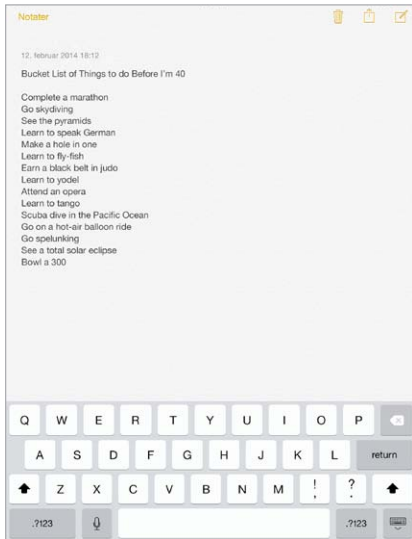 Notater
12. februar 2014 18:12
Bucket List of Things to do Before I'm 40
Complete a marathon
Go skydiving
See the pyramids
Learn to speak German
Make a hole in one
Learn to fly-fish
Earn a black belt in judo
Learn to yodel
Attend an opera
Learn to tango
Scuba dive in the Pacific Ocean
Go on a hot-air balloon ride
Go spelunking
See a total solar eclipse
Bowl a 300
Q W E R T Y U I O P
A S D F G H J K L return
Z X C V B N M ! , ? .
.?123 .?123